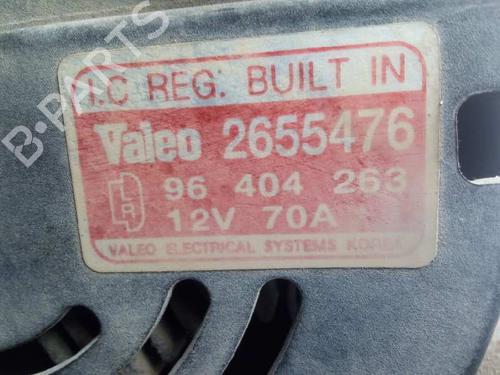 B-PARTS
I.C REG. BUILT IN
Valeo 2655476
96 404 263
12V 70A
VALEO ELECTRICAL SYSTEMS KOREA